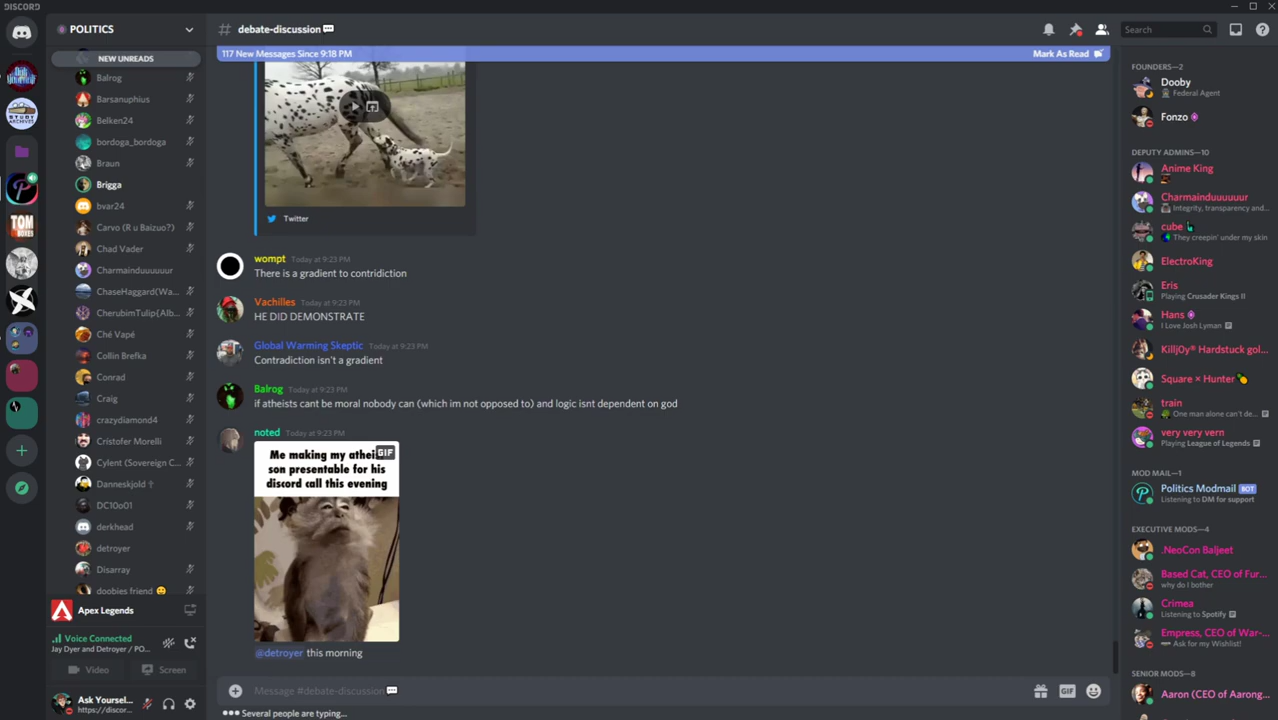 DISCORD
POLITICS
NEW UNREADS
Balrog
Barsanuphius
Belken24
bordoga_bordoga
Braun
Brigga
bvar24
Carvo (R u Baizuo?)
Chad Vader
Charmainduuuuuur
ChaseHaggard(Wa...
CherubimTulip{Alb...
Ché Vapé
Collin Brefka
Conrad
Craig
crazydiamond4
Cristofer Morelli
Cylent (Sovereign C...
Danneskjold ♱
DC10o01
derkhead
detroyer
Disarray
doobies friend
Apex Legends
Voice Connected
Jay Dyer and Detroyer / PO...
Video
Screen
Ask Yoursel...
https://discor...
# debate-discussion
Search
117 New Messages Since 9:18 PM
Mark As Read
Twitter
wompt Today at 9:23 PM
There is a gradient to contridiction
Vachilles Today at 9:23 PM
HE DID DEMONSTRATE
Global Warming Skeptic Today at 9:23 PM
Contradiction isn't a gradient
Balrog Today at 9:23 PM
if atheists cant be moral nobody can (which im not opposed to) and logic isnt dependent on god
noted Today at 9:23 PM
GIF
Me making my athei
son presentable for his
discord call this evening
@detroyer this morning
Message #debate-discussion
GIF
Several people are typing...
FOUNDERS—2
Dooby
Federal Agent
Fonzo
DEPUTY ADMINS—10
Anime King
Charmainduuuuuur
Integrity, transparency and...
cube
They creepin' under my skin
ElectroKing
Eris
Playing Crusader Kings II
Hans
I Love Josh Lyman
Killj0y® Hardstuck gol...
Square × Hunter
train
One man alone can't de...
very very vern
Playing League of Legends
MOD MAIL—1
Politics Modmail BOT
Listening to DM for support
EXECUTIVE MODS—4
.NeoCon Baljeet
Based Cat, CEO of Fur...
why do I bother
Crimea
Listening to Spotify
Empress, CEO of War-...
Ask for my Wishlist!
SENIOR MODS—8
Aaron (CEO of Aarong...